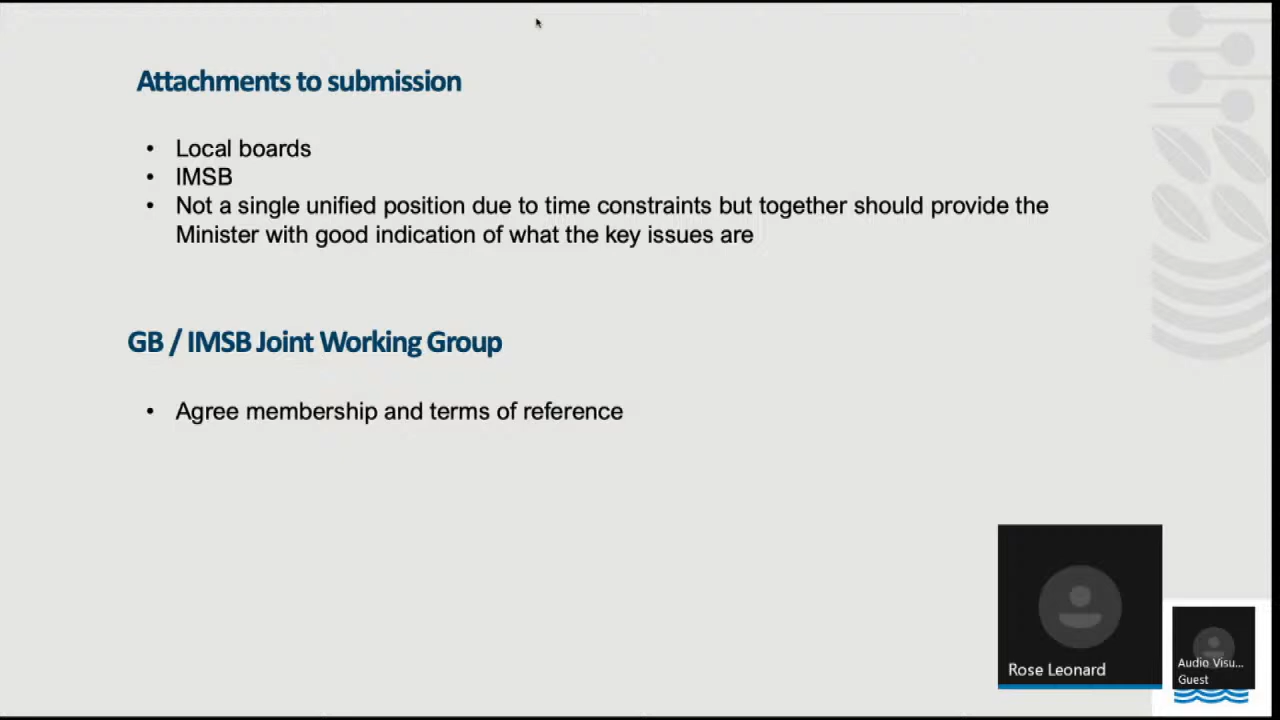 Attachments to submission
• Local boards
• IMSB
• Not a single unified position due to time constraints but together should provide the
Minister with good indication of what the key issues are
GB / IMSB Joint Working Group
• Agree membership and terms of reference
Rose Leonard
Audio Visu...
Guest